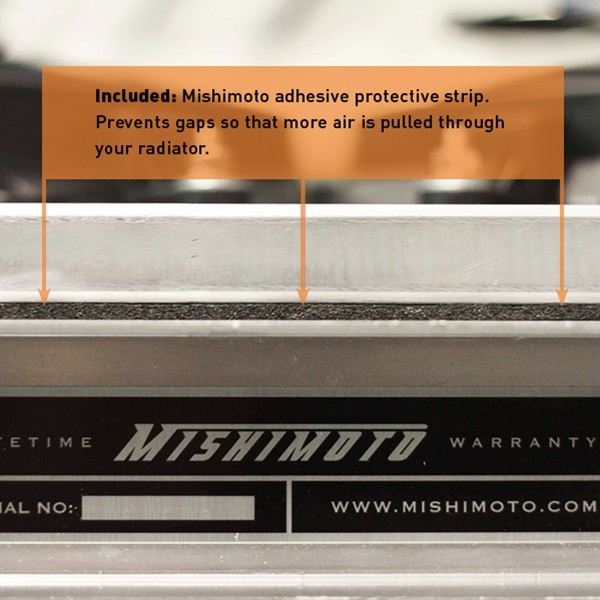 Included: Mishimoto adhesive protective strip.
Prevents gaps so that more air is pulled through
your radiator.
ETIME MISHIMOTO WARRANTY
IAL NO: WWW.MISHIMOTO.COM